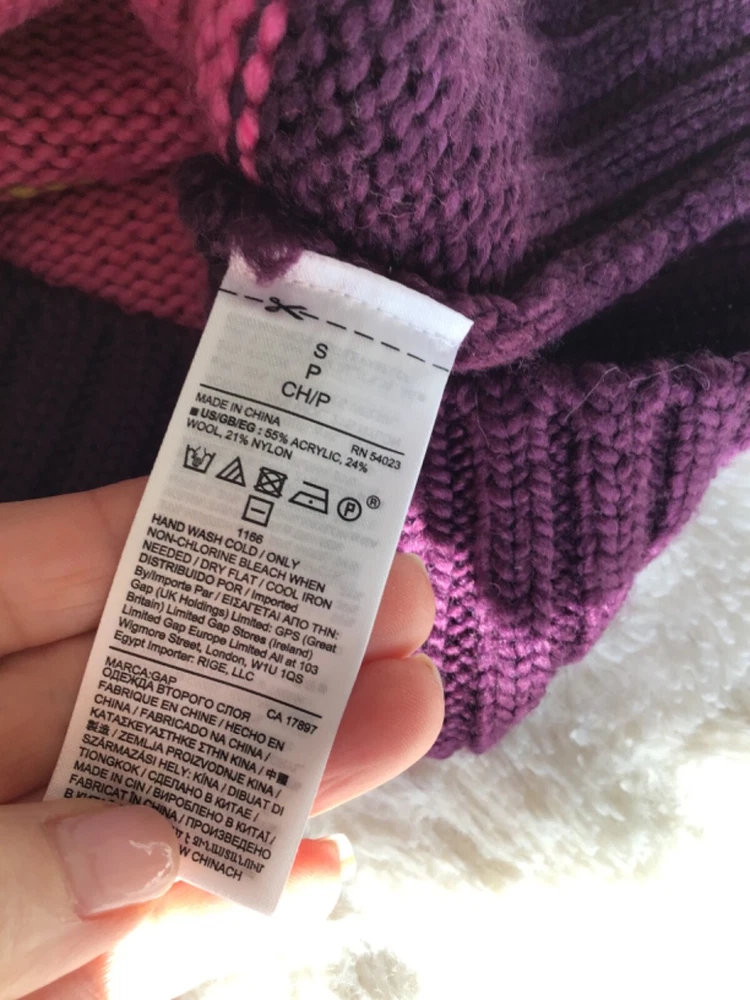 S
P
CH/P
MADE IN CHINA
RN 54023
■ US/GB/EG : 55% ACRYLIC, 24%
WOOL, 21% NYLON
P ®
1166
HAND WASH COLD / ONLY
NON-CHLORINE BLEACH WHEN
NEEDED / DRY FLAT / COOL IRON
DISTRIBUIDO POR / Imported
By/Importe Par / ΕΙΣΑΓΕΤΑΙ ΑΠΟ ΤΗΝ:
Gap (UK Holdings) Limited: GPS (Great
Britain) Limited Gap Stores (Ireland)
Limited Gap Europe Limited All at 103
Wigmore Street, London, W1U 1QS
Egypt Importer: RIGE, LLC
MARCA:GAP
CA 17897
ОДЕЖДА ВТОРОГО СЛОЯ
FABRIQUE EN CHINE / HECHO EN
CHINA / FABRICADO NA CHINA /
ΚΑΤΑΣΚΕΥΑΣΤΗΚΕ ΣΤΗΝ ΚΙΝΑ / 中國
製造 / ZEMLJA PROIZVODNJE KINA /
SZÁRMAZÁSI HELY: KÍNA / DIBUAT DI
TIONGKOK / СДЕЛАНО В КИТАЕ /
MADE IN CIN / ВИРОБЛЕНО В КИТАЇ /
FABRICAT ÎN CHINA / ПРОИЗВЕДЕНО
В
W CHINACH